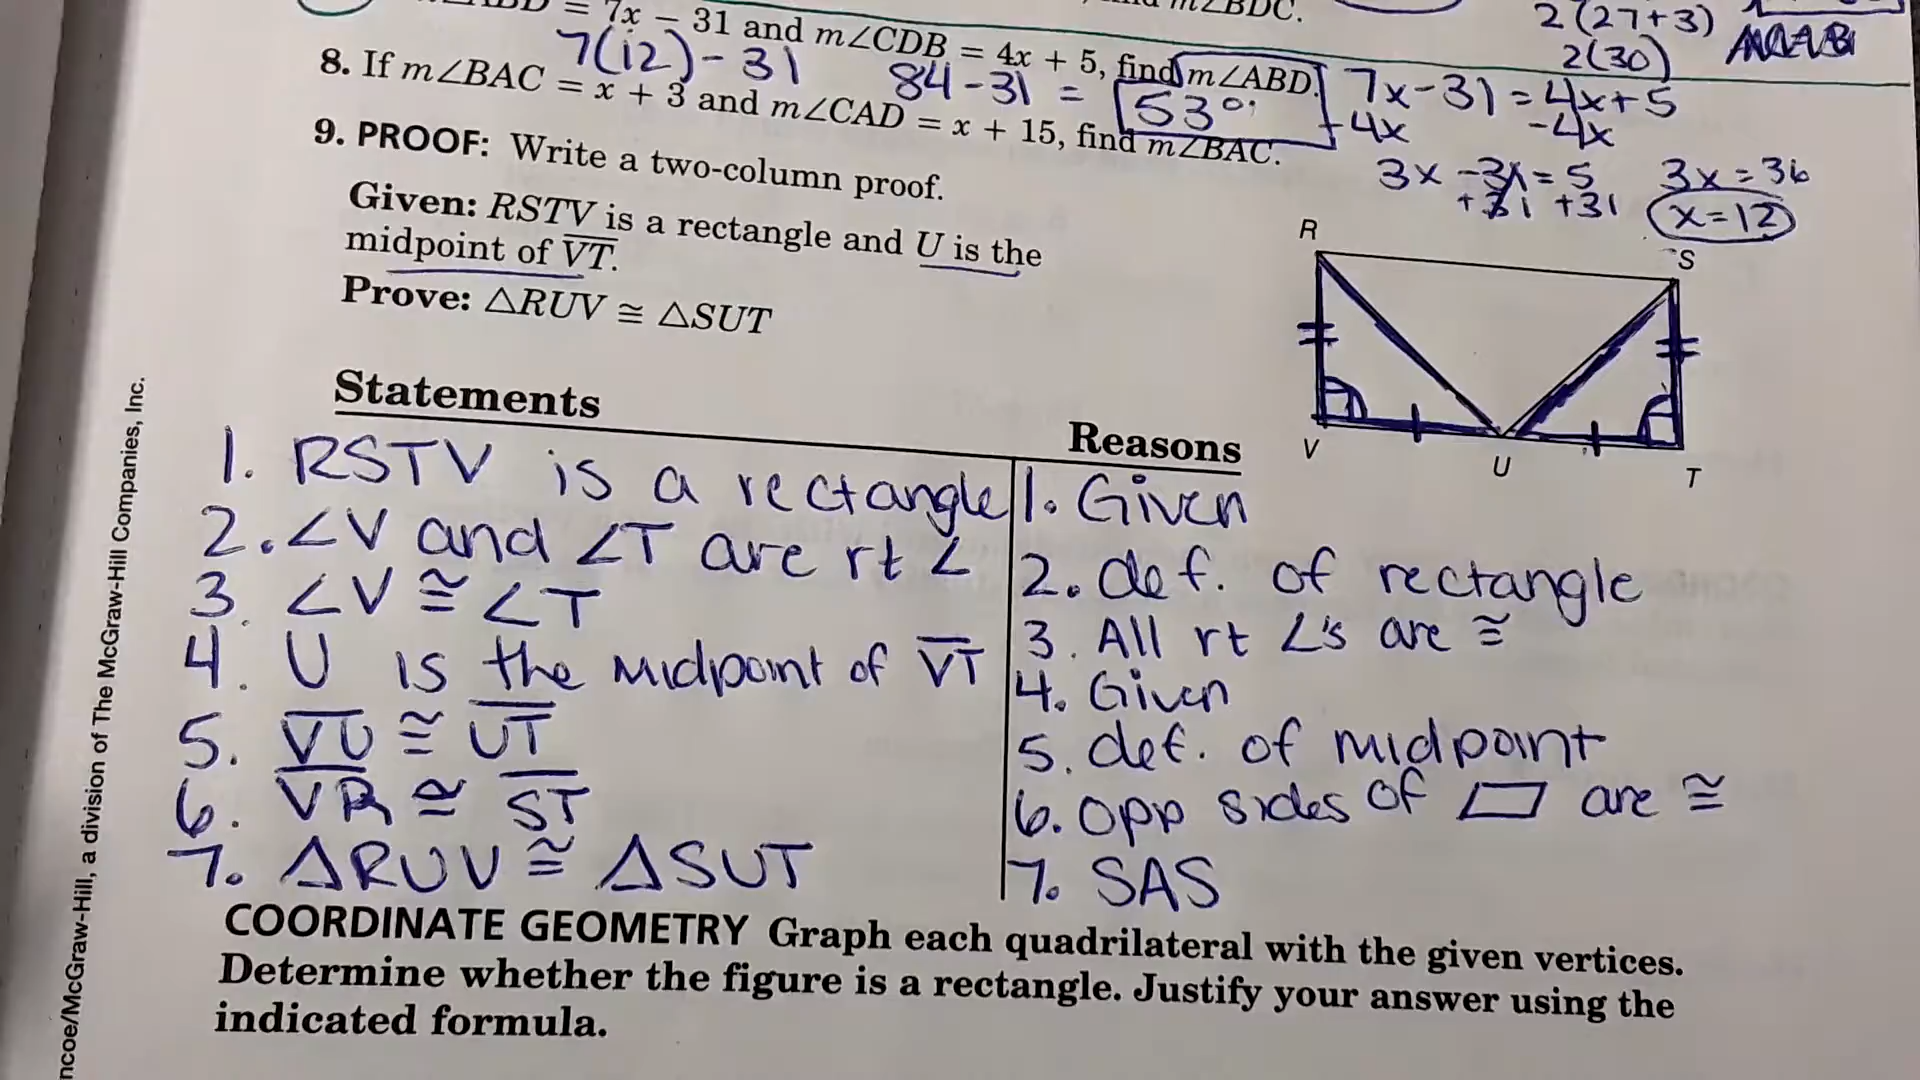 = 7x − 31 and m∠CDB = 4x + 5, find m∠ABD.
m∠BDC.
2(27+3)
2(30)
7(12)-31 84-31 = 53°
7x-31=4x+5
-4x -4x
3x-31=5
+31 +31
3x=36
x=12
8. If m∠BAC = x + 3 and m∠CAD = x + 15, find m∠BAC.
9. PROOF: Write a two-column proof.
Given: RSTV is a rectangle and U is the
midpoint of V̅T̅.
Prove: △RUV ≅ △SUT
R S
V U T
Statements Reasons
1. RSTV is a rectangle 1. Given
2. ∠V and ∠T are rt ∠ 2. def. of rectangle
3. ∠V ≅ ∠T 3. All rt ∠'s are ≅
4. U is the midpoint of V̅T̅ 4. Given
5. V̅U̅ ≅ U̅T̅ 5. def. of midpoint
6. V̅R̅ ≅ S̅T̅ 6. opp sides of ▱ are ≅
7. △RUV ≅ △SUT 7. SAS
COORDINATE GEOMETRY Graph each quadrilateral with the given vertices.
Determine whether the figure is a rectangle. Justify your answer using the
indicated formula.
ncoe/McGraw-Hill, a division of The McGraw-Hill Companies, Inc.